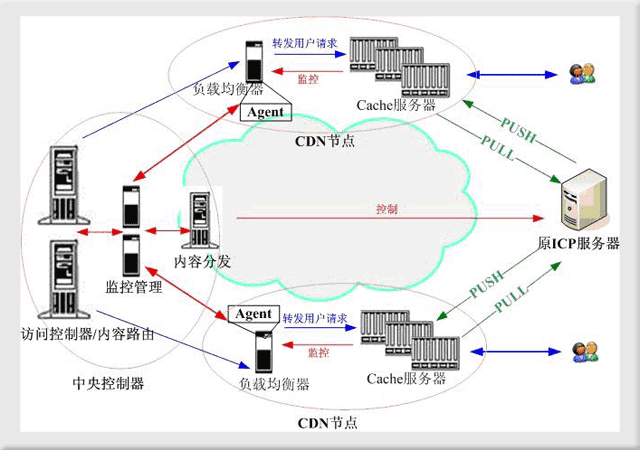 转发用户请求
监控
负载均衡器
Agent
Cache服务器
CDN节点
PUSH
PULL
控制
原ICP服务器
内容分发
监控管理
访问控制器/内容路由
中央控制器
PUSH
PULL
Agent
转发用户请求
监控
负载均衡器
Cache服务器
CDN节点